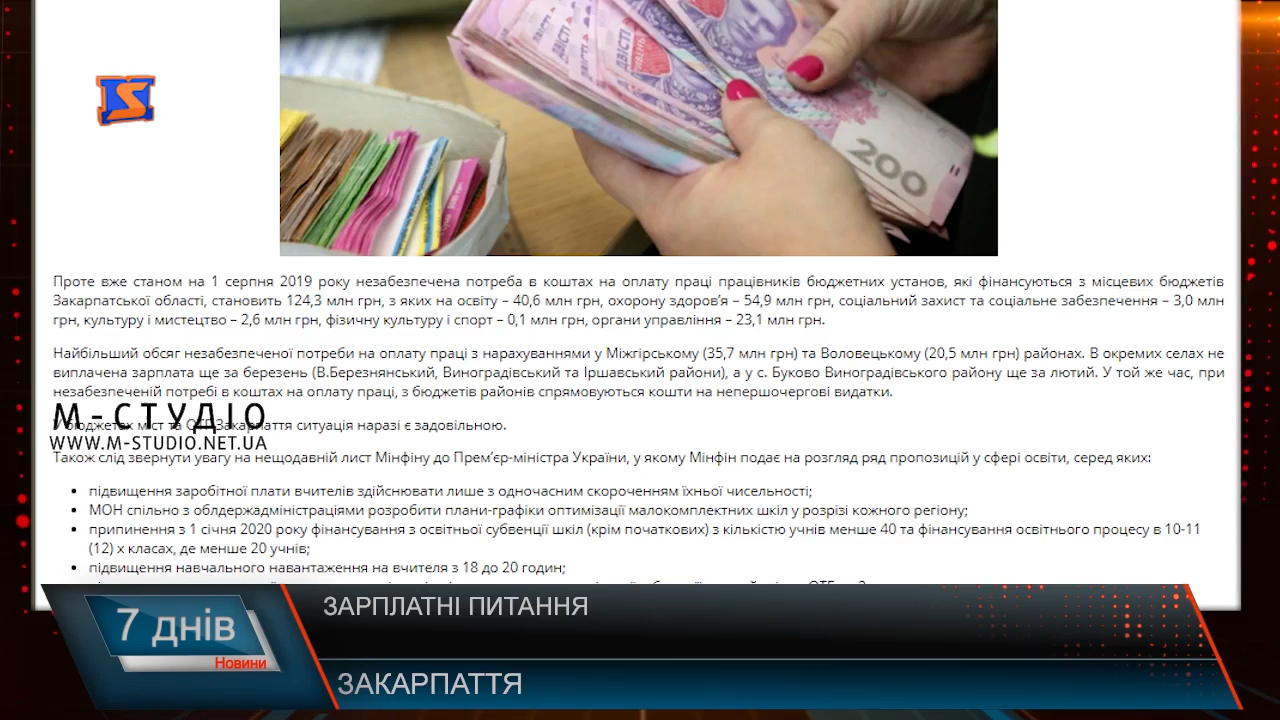 ДВІСТІ
ДВІСТІ
200
Проте вже станом на 1 серпня 2019 року незабезпечена потреба в коштах на оплату праці працівників бюджетних установ, які фінансуються з місцевих бюджетів
Закарпатської області, становить 124,3 млн грн, з яких на освіту – 40,6 млн грн, охорону здоров’я – 54,9 млн грн, соціальний захист та соціальне забезпечення – 3,0 млн
грн, культуру і мистецтво – 2,6 млн грн, фізичну культуру і спорт – 0,1 млн грн, органи управління – 23,1 млн грн.
Найбільший обсяг незабезпеченої потреби на оплату праці з нарахуваннями у Міжгірському (35,7 млн грн) та Воловецькому (20,5 млн грн) районах. В окремих селах не
виплачена зарплата ще за березень (В.Березнянський, Виноградівський та Іршавський райони), а у с. Буково Виноградівського району ще за лютий. У той же час, при
незабезпеченій потребі в коштах на оплату праці, з бюджетів районів спрямовуються кошти на непершочергові видатки.
М-СТУДІО
У бюджетах міст та ОТГ Закарпаття ситуація наразі є задовільною.
WWW.M-STUDIO.NET.UA
Також слід звернути увагу на нещодавній лист Мінфіну до Прем’єр-міністра України, у якому Мінфін подає на розгляд ряд пропозицій у сфері освіти, серед яких:
• підвищення заробітної плати вчителів здійснювати лише з одночасним скороченням їхньої чисельності;
• МОН спільно з облдержадміністраціями розробити плани-графіки оптимізації малокомплектних шкіл у розрізі кожного регіону;
• припинення з 1 січня 2020 року фінансування з освітньої субвенції шкіл (крім початкових) з кількістю учнів менше 40 та фінансування освітнього процесу в 10-11
(12) х класах, де менше 20 учнів;
• підвищення навчального навантаження на вчителя з 18 до 20 годин;
7 днів
Новини
ЗАРПЛАТНІ ПИТАННЯ
ЗАКАРПАТТЯ